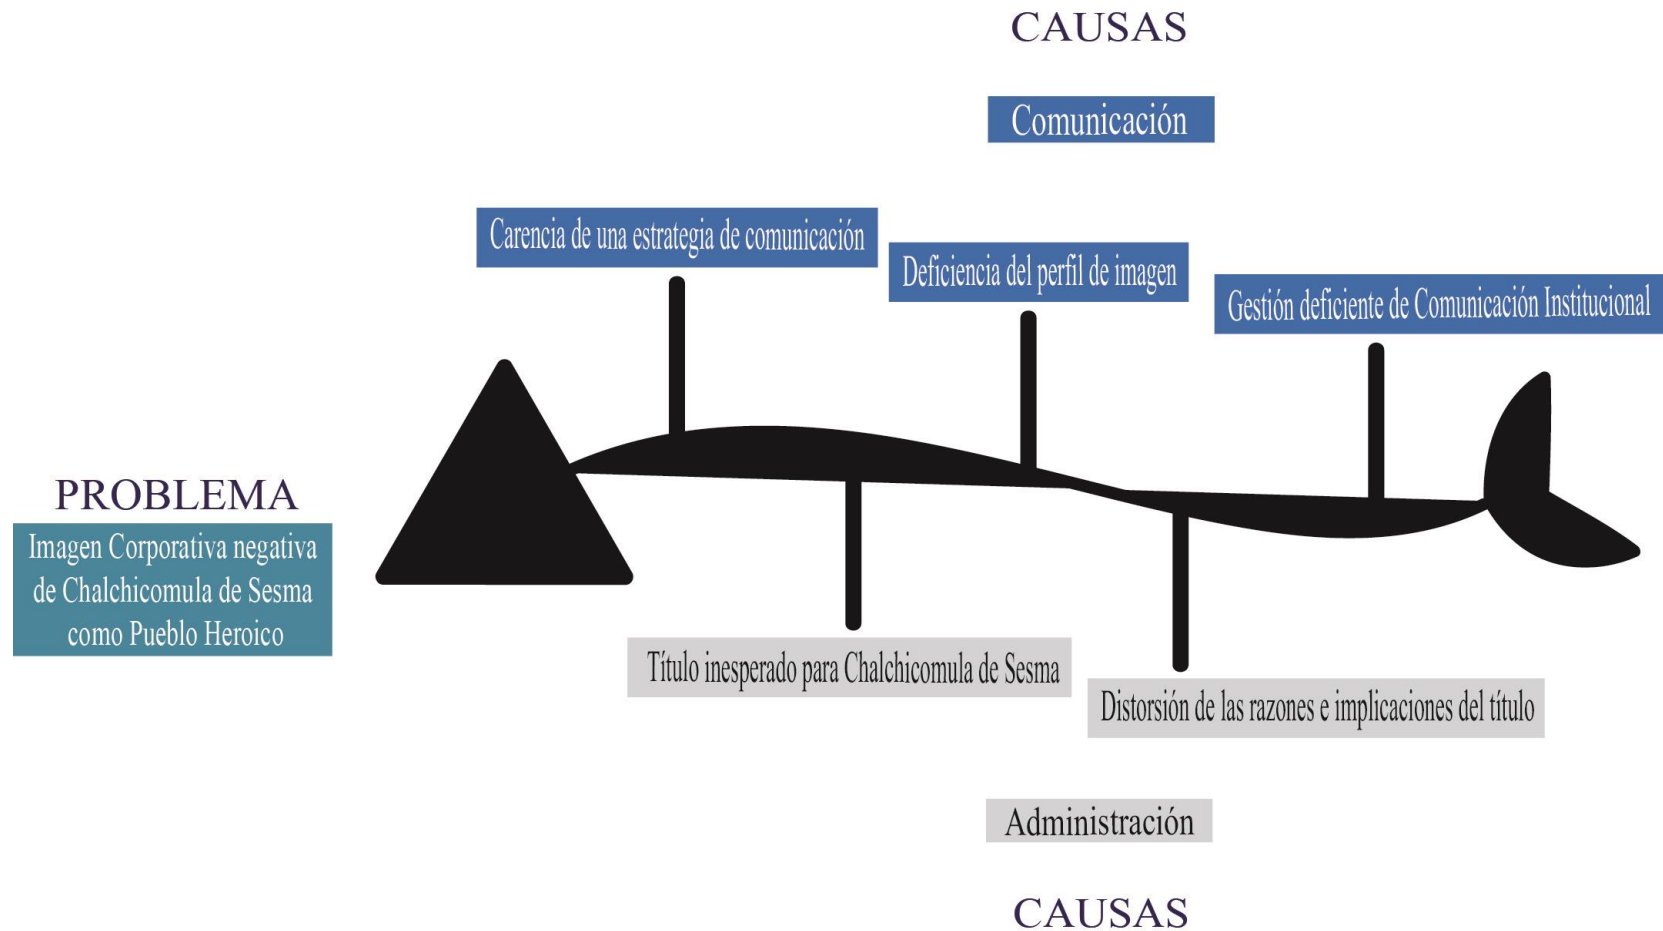 CAUSAS
Comunicación
Carencia de una estrategia de comunicación
Deficiencia del perfil de imagen
Gestión deficiente de Comunicación Institucional
PROBLEMA
Imagen Corporativa negativa
de Chalchicomula de Sesma
como Pueblo Heroico
Título inesperado para Chalchicomula de Sesma
Distorsión de las razones e implicaciones del título
Administración
CAUSAS